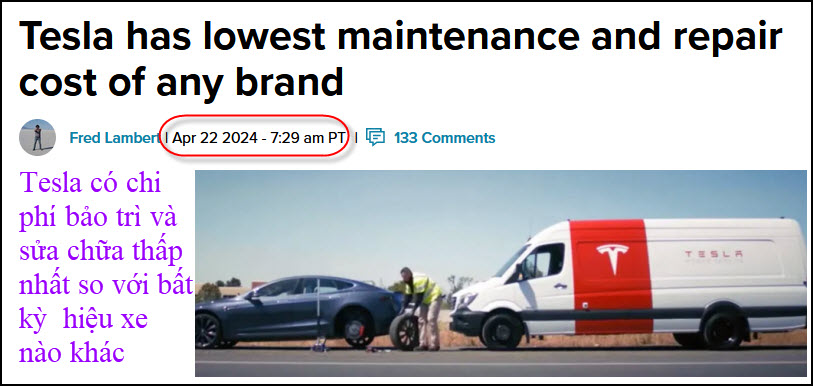 Tesla has lowest maintenance and repair
cost of any brand
Fred Lambert | Apr 22 2024 - 7:29 am PT | 133 Comments
Tesla có chi
phí bảo trì và
sửa chữa thấp
nhất so với bất
kỳ hiệu xe
nào khác
TESLA